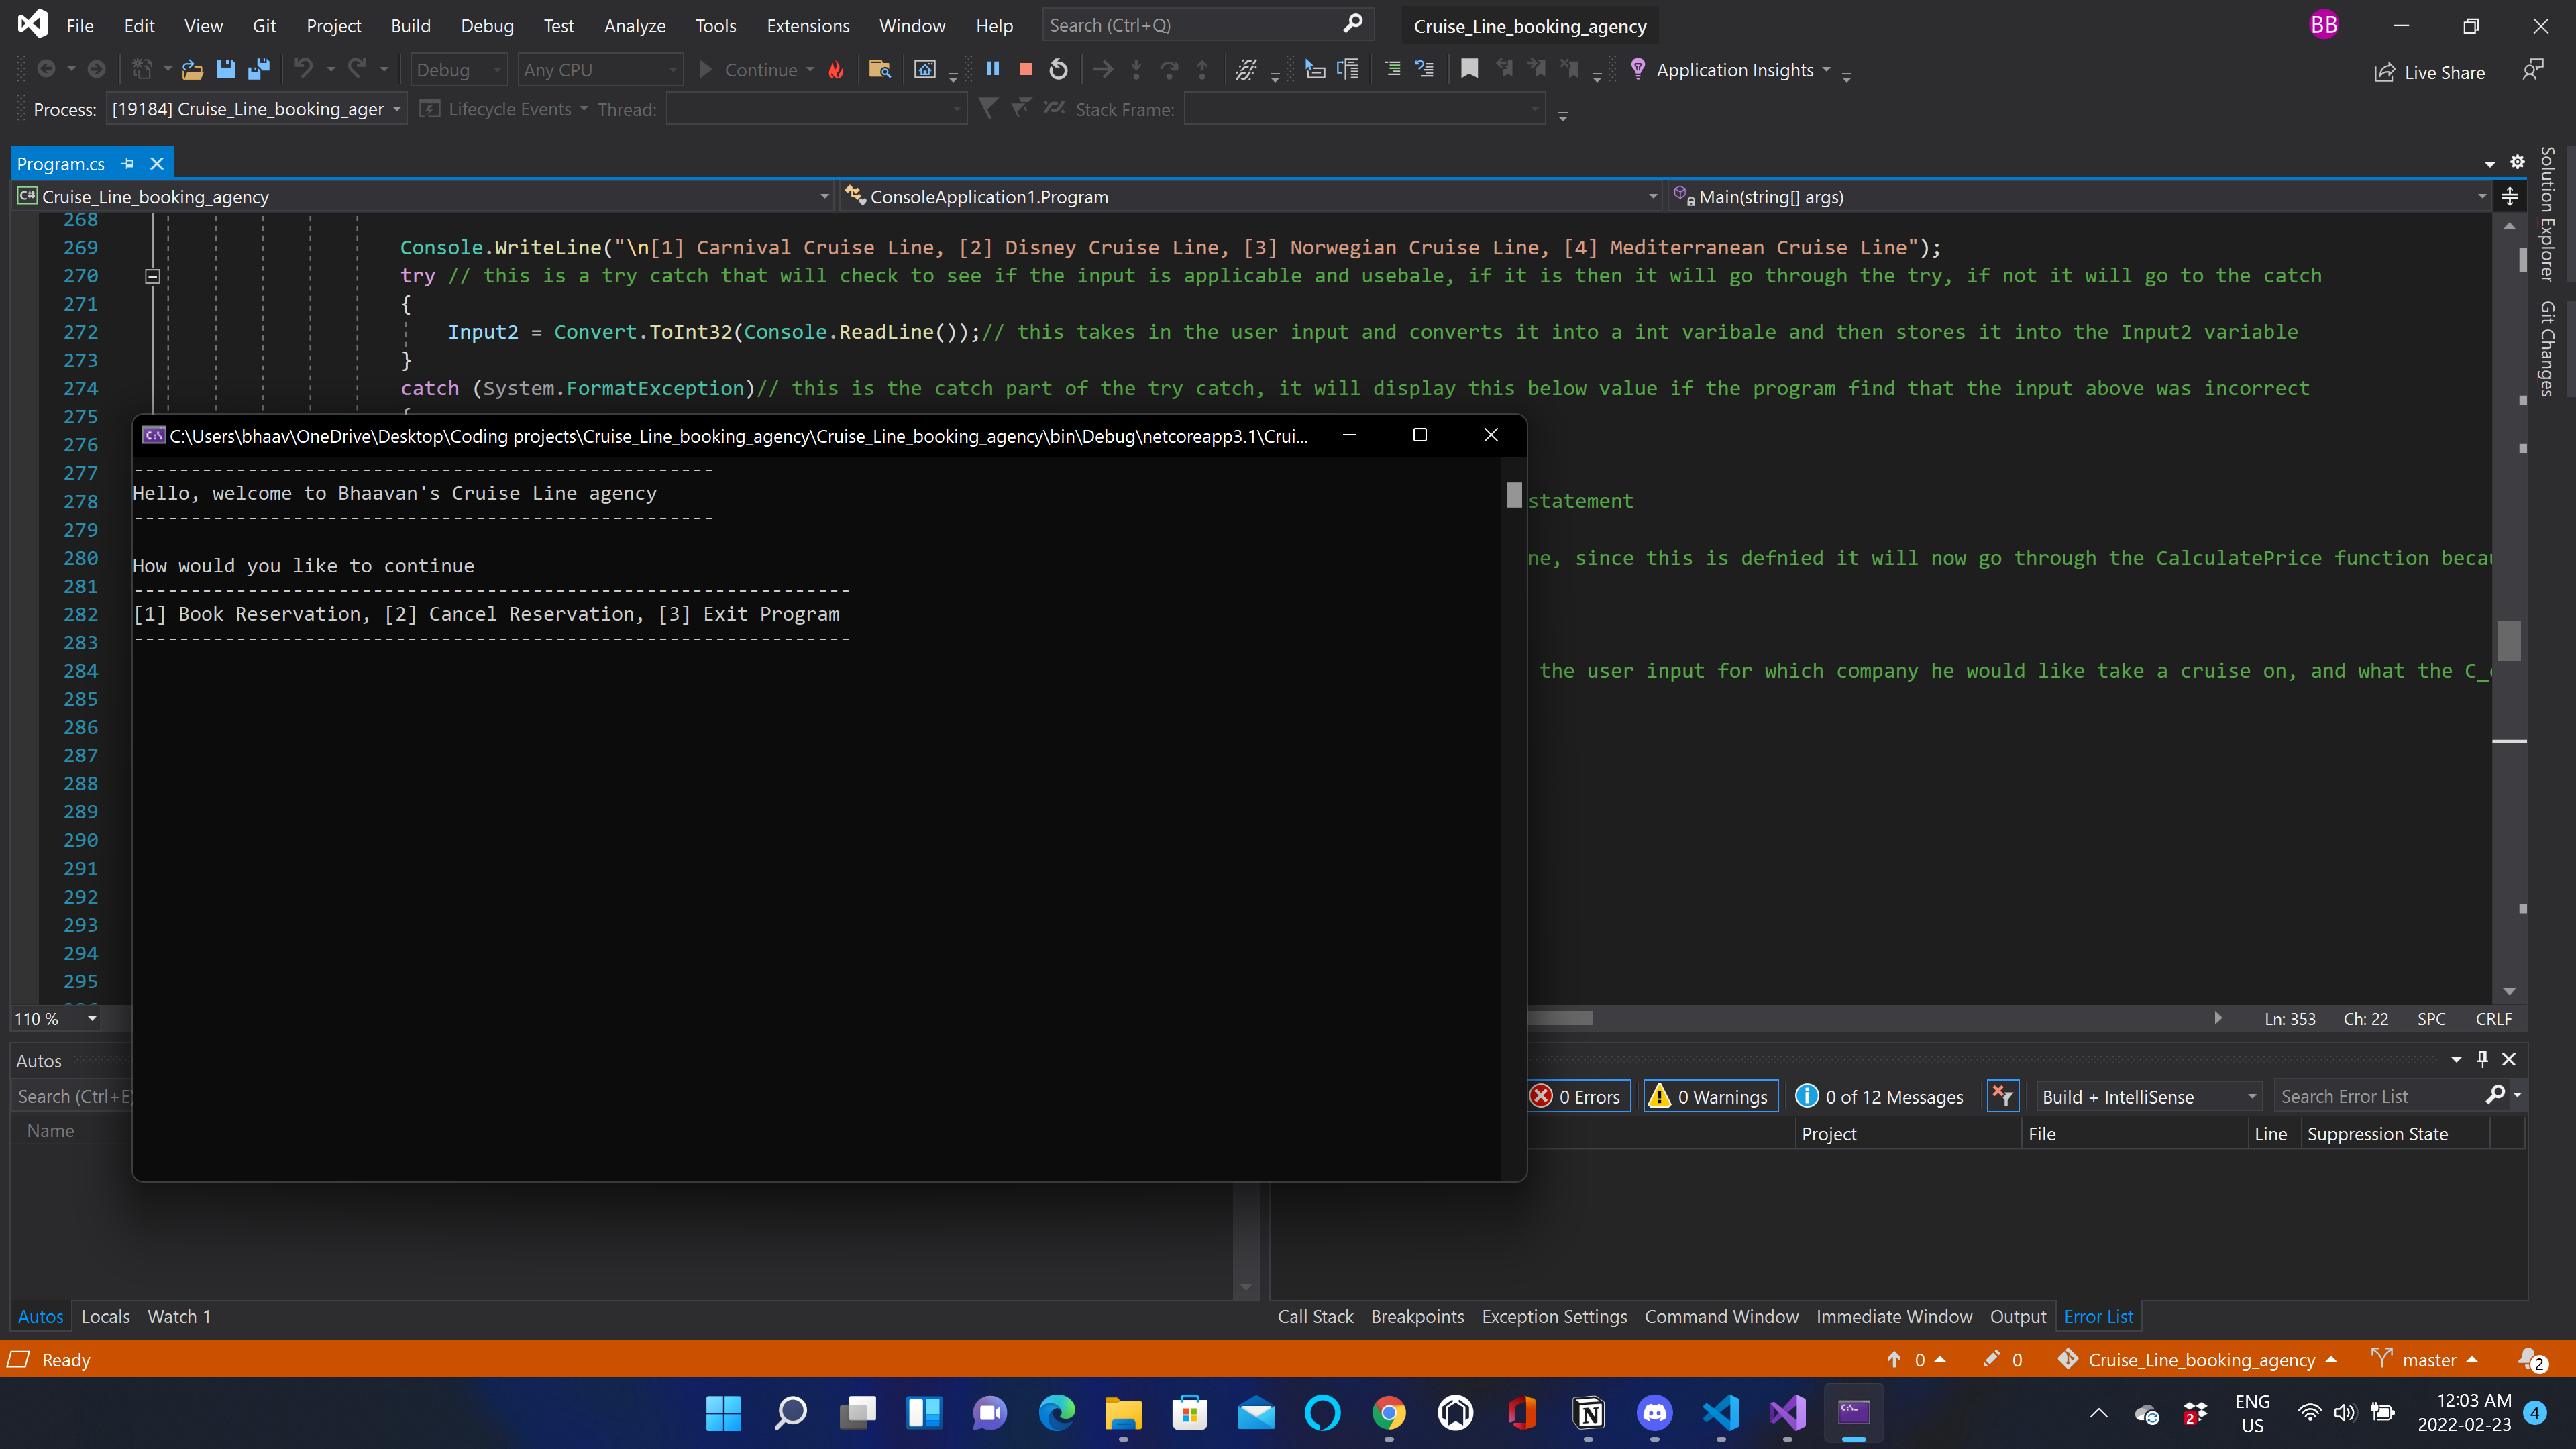 File Edit View Git Project Build Debug Test Analyze Tools Extensions Window Help Search (Ctrl+Q) Cruise_Line_booking_agency BB
Debug Any CPU Continue Application Insights Live Share
Process: [19184] Cruise_Line_booking_ager Lifecycle Events Thread: Stack Frame:
Program.cs
C# Cruise_Line_booking_agency ConsoleApplication1.Program Main(string[] args)
Solution Explorer
Git Changes
268
269 Console.WriteLine("\n[1] Carnival Cruise Line, [2] Disney Cruise Line, [3] Norwegian Cruise Line, [4] Mediterranean Cruise Line");
270 try // this is a try catch that will check to see if the input is applicable and usebale, if it is then it will go through the try, if not it will go to the catch
271 {
272 Input2 = Convert.ToInt32(Console.ReadLine());// this takes in the user input and converts it into a int varibale and then stores it into the Input2 variable
273 }
274 catch (System.FormatException)// this is the catch part of the try catch, it will display this below value if the program find that the input above was incorrect
275 {
276
277
278 statement
279
280 ne, since this is defnied it will now go through the CalculatePrice function becau
281
282
283
284 the user input for which company he would like take a cruise on, and what the C_
285
286
287
288
289
290
291
292
293
294
295
C:\Users\bhaav\OneDrive\Desktop\Coding projects\Cruise_Line_booking_agency\Cruise_Line_booking_agency\bin\Debug\netcoreapp3.1\Crui...
---------------------------------------------------
Hello, welcome to Bhaavan's Cruise Line agency
---------------------------------------------------
How would you like to continue
---------------------------------------------------------------
[1] Book Reservation, [2] Cancel Reservation, [3] Exit Program
---------------------------------------------------------------
110 % Ln: 353 Ch: 22 SPC CRLF
Autos
Search (Ctrl+E)
Name
0 Errors 0 Warnings 0 of 12 Messages Build + IntelliSense Search Error List
Project File Line Suppression State
Autos Locals Watch 1
Call Stack Breakpoints Exception Settings Command Window Immediate Window Output Error List
Ready 0 0 Cruise_Line_booking_agency master 2
2 ENG US 12:03 AM 2022-02-23 4